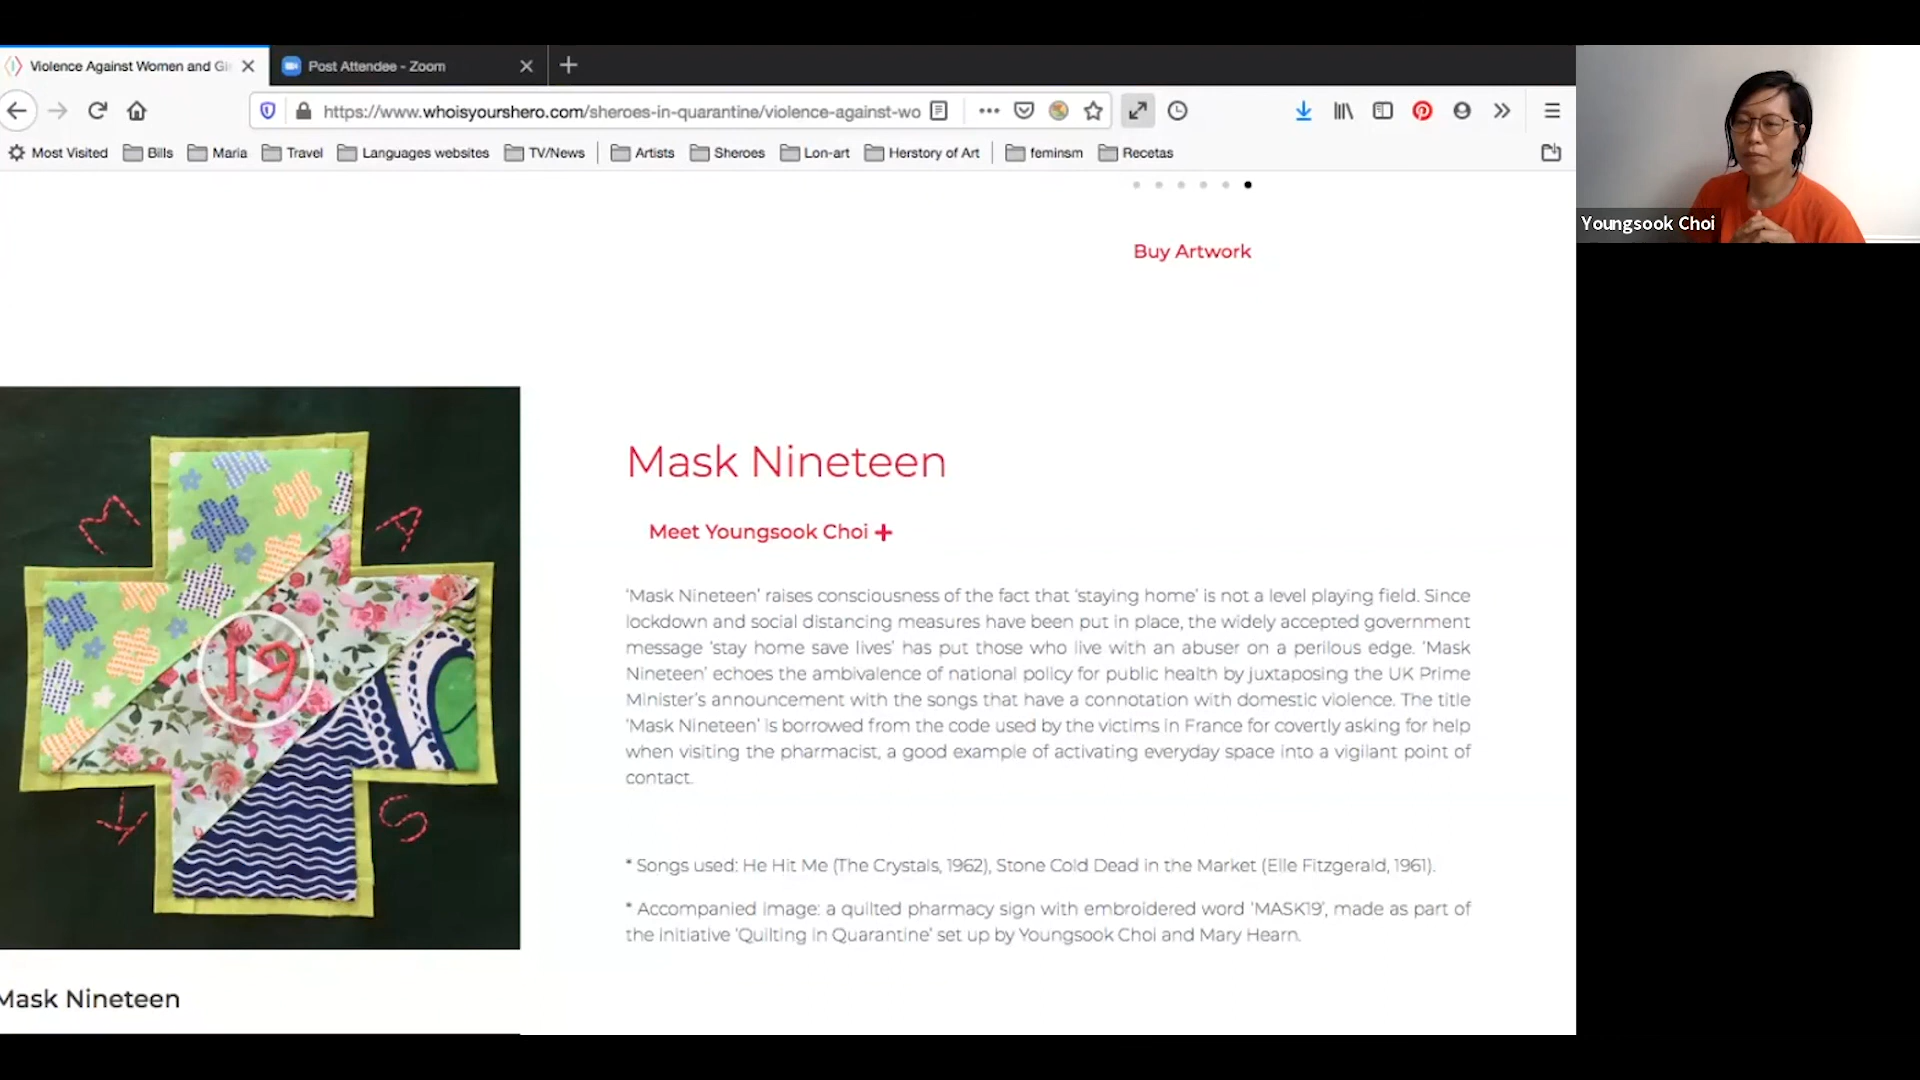 Violence Against Women and Gi
Post Attendee - Zoom
https://www.whoisyourshero.com/sheroes-in-quarantine/violence-against-wo
Most Visited Bills Maria Travel Languages websites TV/News Artists Sheroes Lon-art Herstory of Art feminsm Recetas
Youngsook Choi
Buy Artwork
M A
19
K S
Mask Nineteen
Mask Nineteen
Meet Youngsook Choi +
‘Mask Nineteen’ raises consciousness of the fact that ‘staying home’ is not a level playing field. Since
lockdown and social distancing measures have been put in place, the widely accepted government
message ‘stay home save lives’ has put those who live with an abuser on a perilous edge. ‘Mask
Nineteen’ echoes the ambivalence of national policy for public health by juxtaposing the UK Prime
Minister’s announcement with the songs that have a connotation with domestic violence. The title
‘Mask Nineteen’ is borrowed from the code used by the victims in France for covertly asking for help
when visiting the pharmacist, a good example of activating everyday space into a vigilant point of
contact.
* Songs used: He Hit Me (The Crystals, 1962), Stone Cold Dead in the Market (Elle Fitzgerald, 1961).
* Accompanied image: a quilted pharmacy sign with embroidered word ‘MASK19’, made as part of
the initiative ‘Quilting in Quarantine’ set up by Youngsook Choi and Mary Hearn.